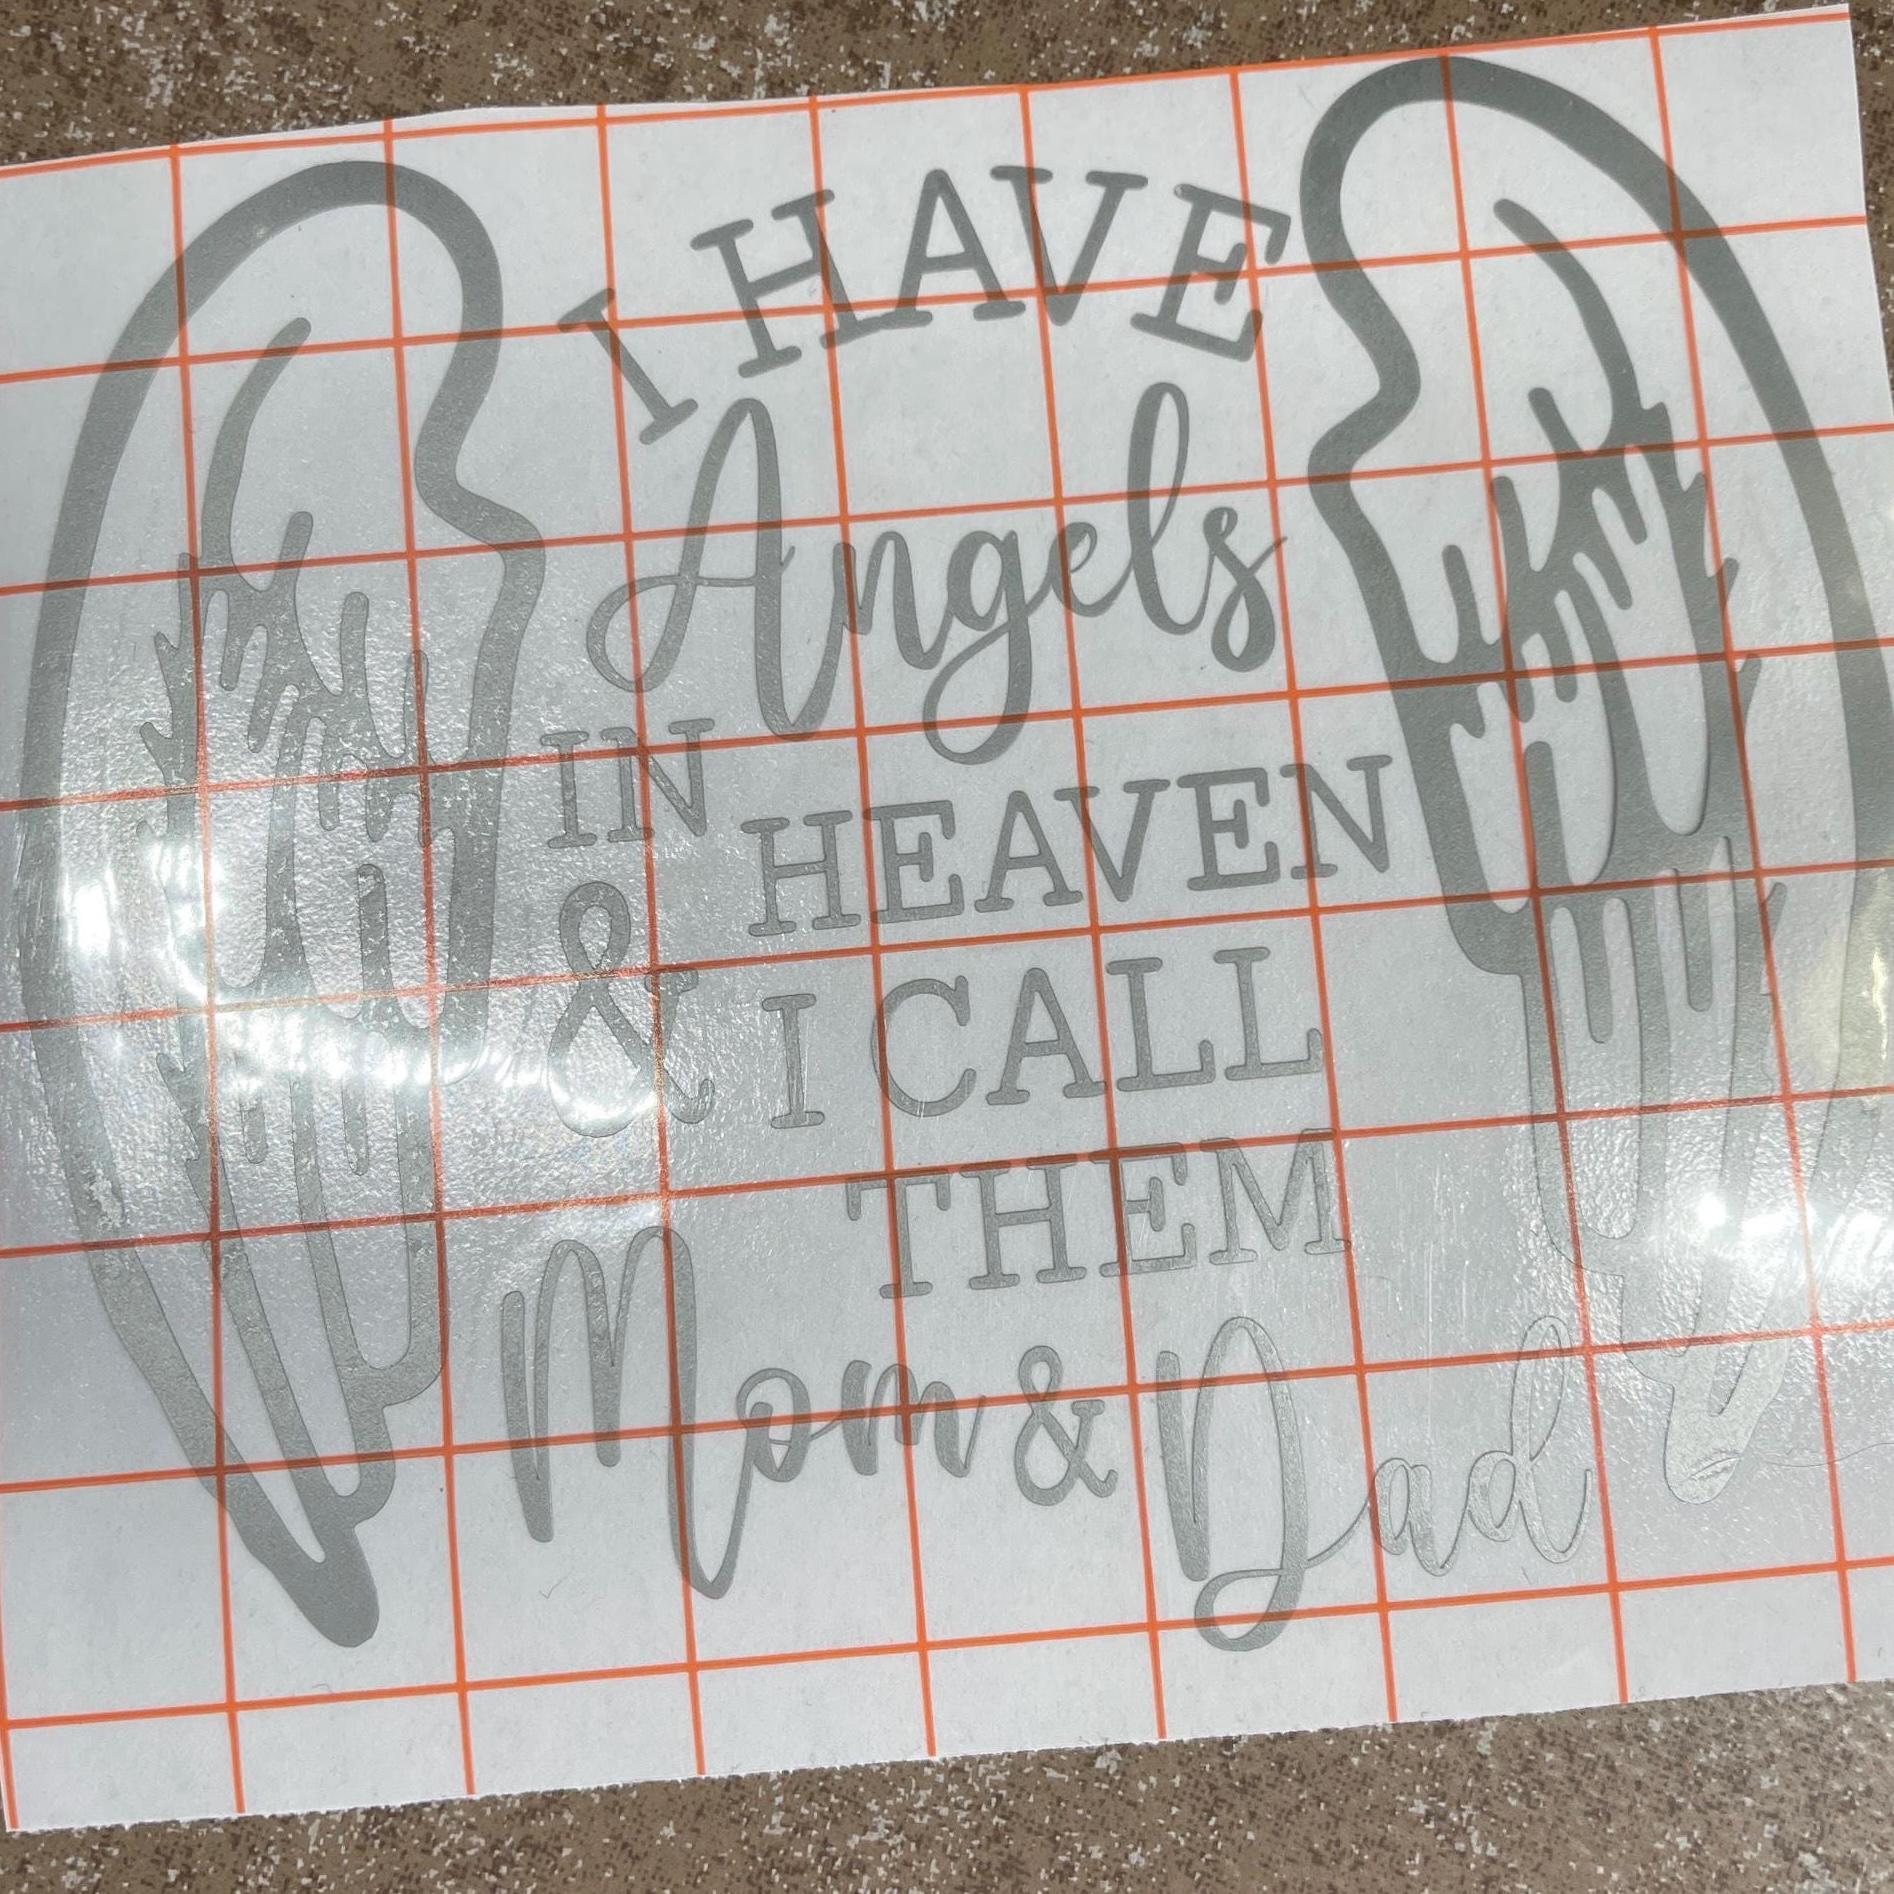 I HAVE
Angels
IN
HEAVEN
& I CALL
THEM
Mom & Dad